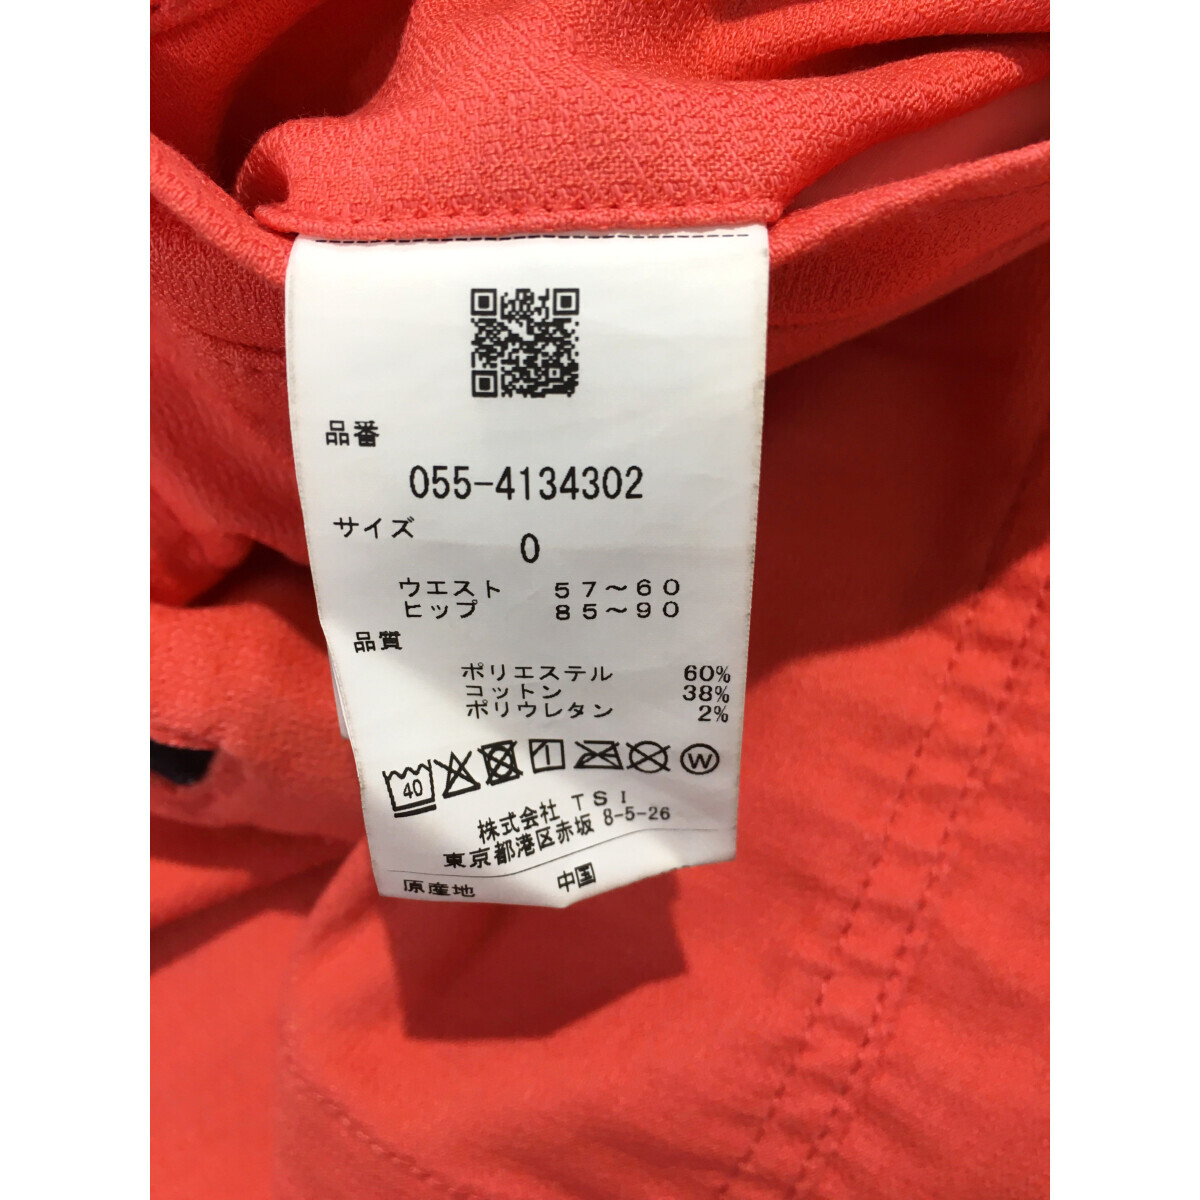 品番
055-4134302
サイズ
0
ウエスト 57~60
ヒップ 85~90
品質
ポリエステル 60%
コットン 38%
ポリウレタン 2%
40 W
株式会社 TSI
東京都港区赤坂 8-5-26
原産地 中国